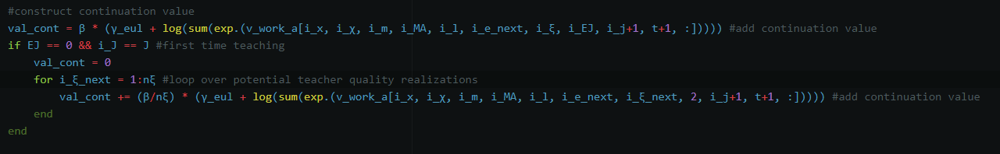 #construct continuation value
val_cont = β * (γ_eul + log(sum(exp.(v_work_a[i_x, i_χ, i_m, i_MA, i_l, i_e_next, i_ξ, i_EJ, i_j+1, t+1, :])))) #add continuation value
if EJ == 0 && i_J == J #first time teaching
    val_cont = 0
    for i_ξ_next = 1:nξ #loop over potential teacher quality realizations
        val_cont += (β/nξ) * (γ_eul + log(sum(exp.(v_work_a[i_x, i_χ, i_m, i_MA, i_l, i_e_next, i_ξ_next, 2, i_j+1, t+1, :])))) #add continuation value
    end
end